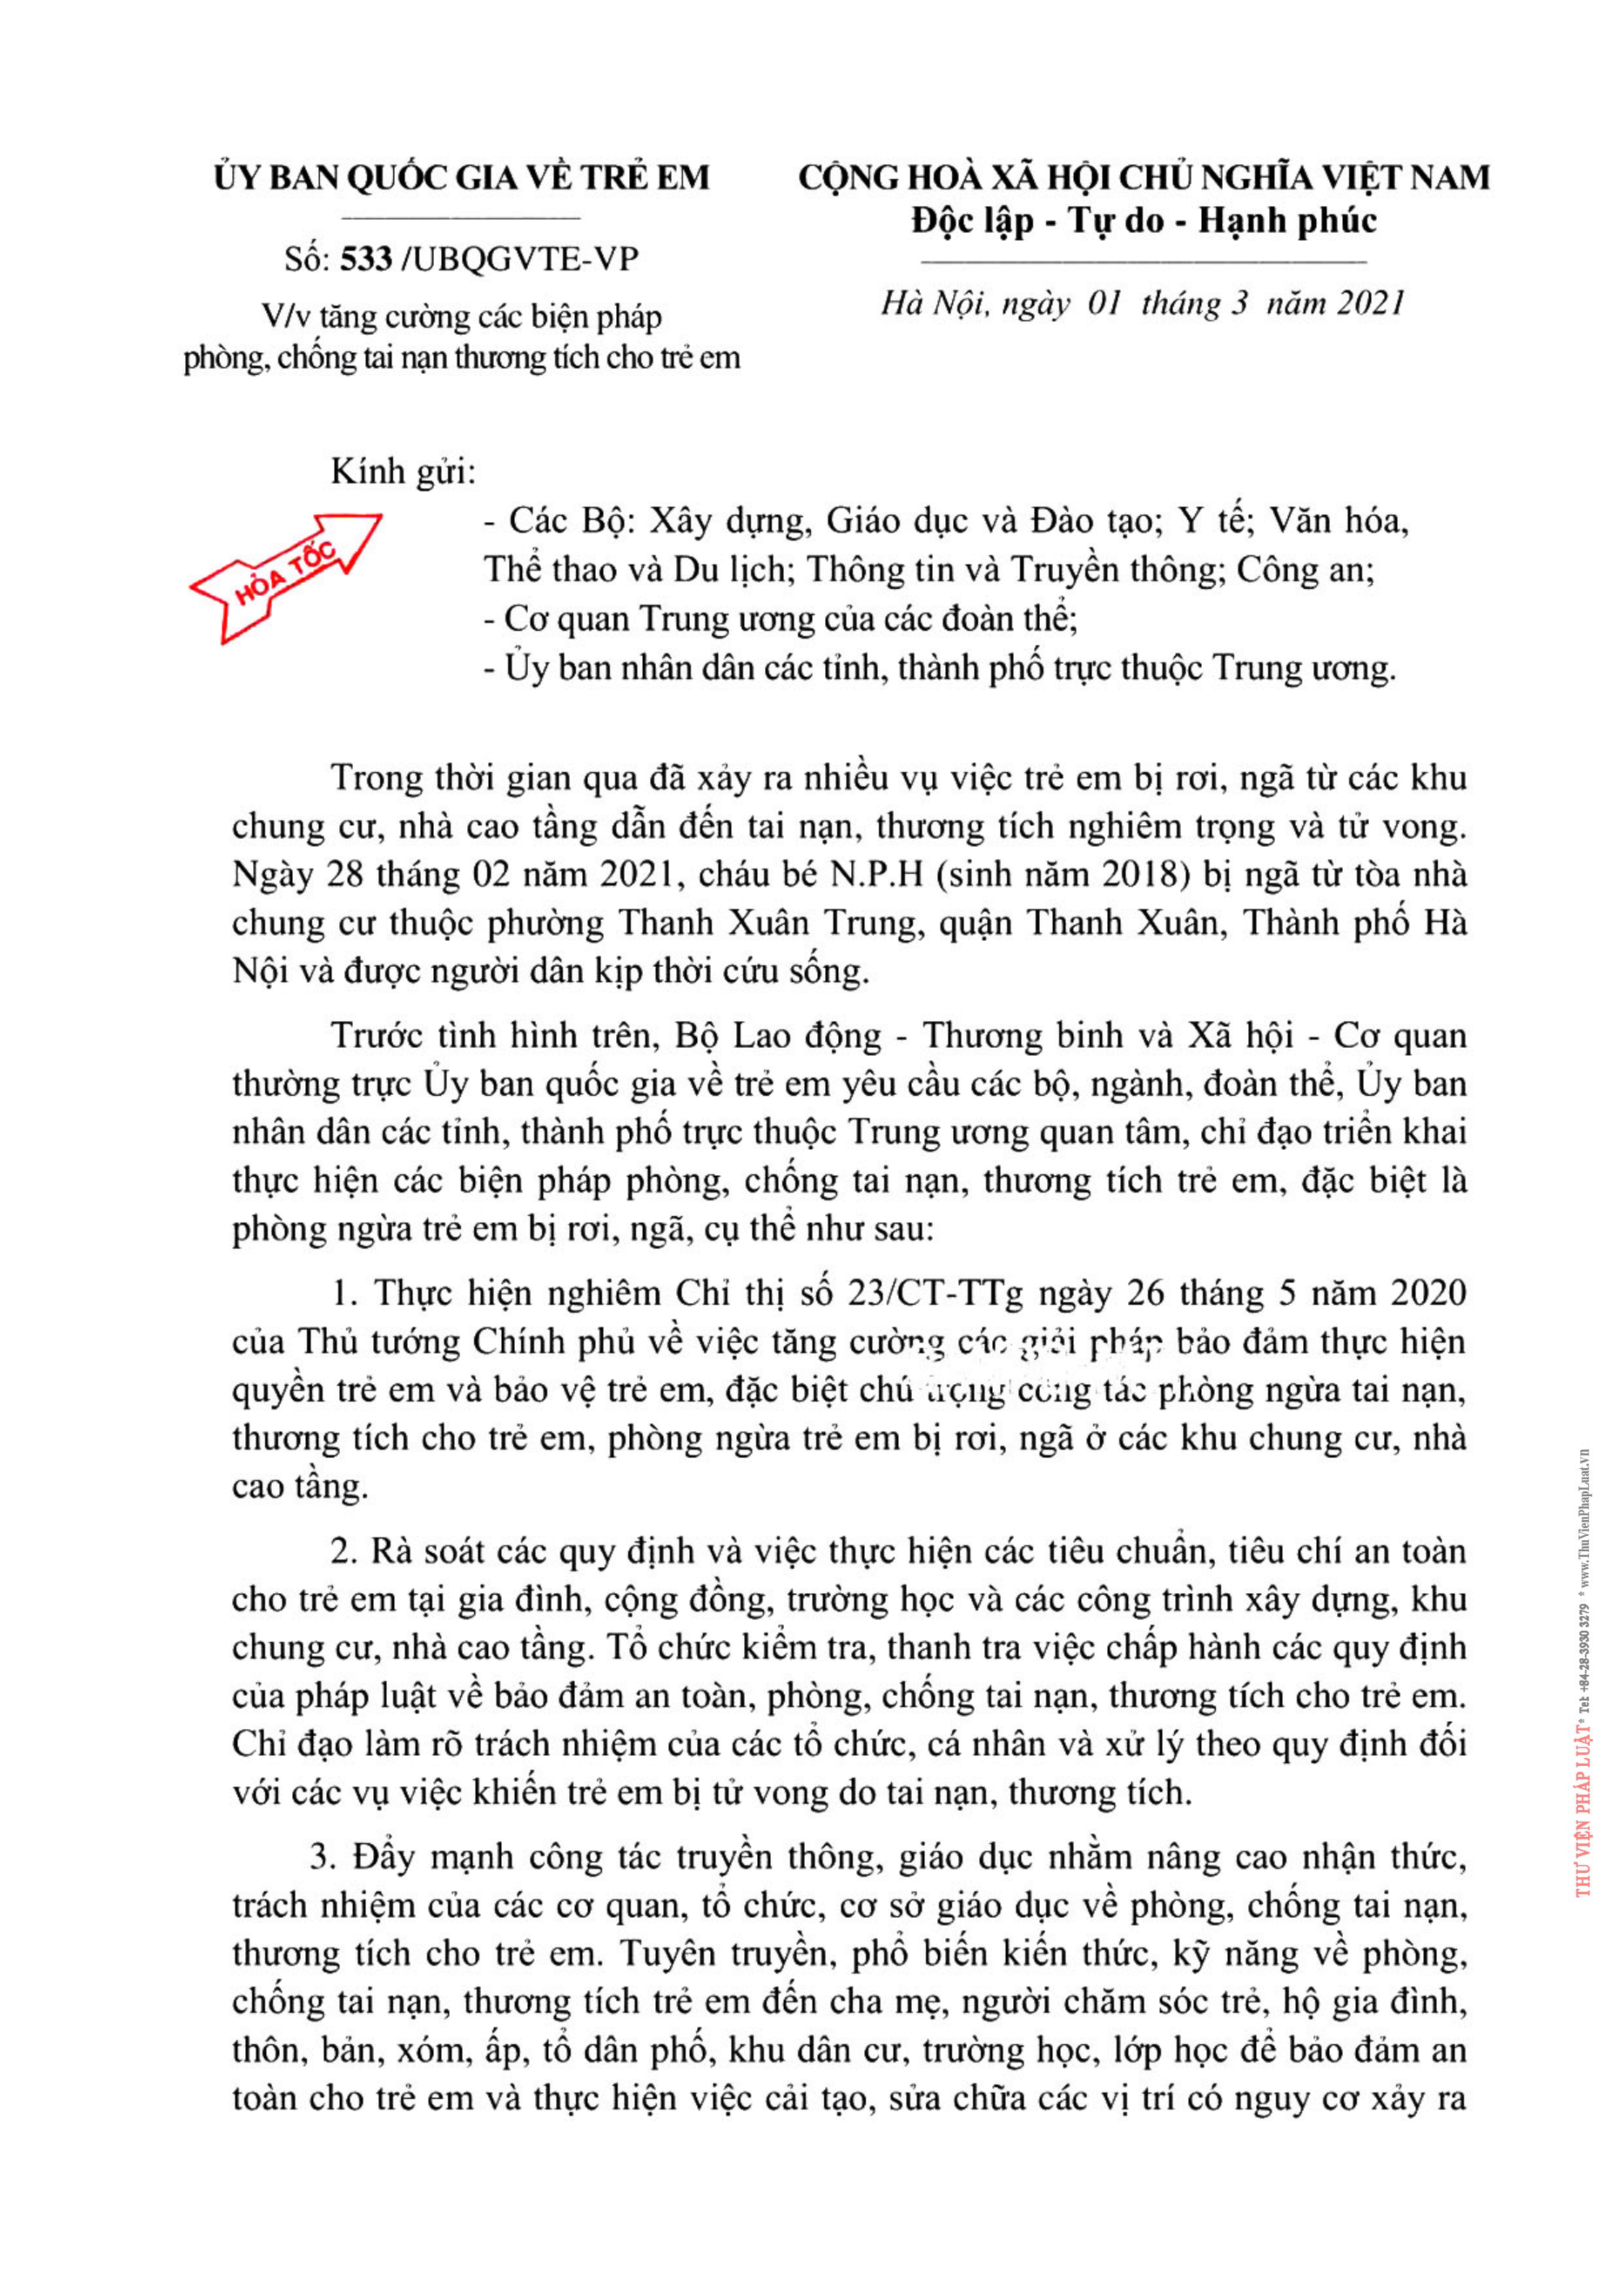 ỦY BAN QUỐC GIA VỀ TRẺ EM
CỘNG HOÀ XÃ HỘI CHỦ NGHĨA VIỆT NAM
Độc lập - Tự do - Hạnh phúc
Số: 533 /UBQGVTE-VP
V/v tăng cường các biện pháp
phòng, chống tai nạn thương tích cho trẻ em
Hà Nội, ngày 01 tháng 3 năm 2021
Kính gửi:
HỎA TỐC
- Các Bộ: Xây dựng, Giáo dục và Đào tạo; Y tế; Văn hóa,
Thể thao và Du lịch; Thông tin và Truyền thông; Công an;
- Cơ quan Trung ương của các đoàn thể;
- Ủy ban nhân dân các tỉnh, thành phố trực thuộc Trung ương.
Trong thời gian qua đã xảy ra nhiều vụ việc trẻ em bị rơi, ngã từ các khu
chung cư, nhà cao tầng dẫn đến tai nạn, thương tích nghiêm trọng và tử vong.
Ngày 28 tháng 02 năm 2021, cháu bé N.P.H (sinh năm 2018) bị ngã từ tòa nhà
chung cư thuộc phường Thanh Xuân Trung, quận Thanh Xuân, Thành phố Hà
Nội và được người dân kịp thời cứu sống.
Trước tình hình trên, Bộ Lao động - Thương binh và Xã hội - Cơ quan
thường trực Ủy ban quốc gia về trẻ em yêu cầu các bộ, ngành, đoàn thể, Ủy ban
nhân dân các tỉnh, thành phố trực thuộc Trung ương quan tâm, chỉ đạo triển khai
thực hiện các biện pháp phòng, chống tai nạn, thương tích trẻ em, đặc biệt là
phòng ngừa trẻ em bị rơi, ngã, cụ thể như sau:
1. Thực hiện nghiêm Chỉ thị số 23/CT-TTg ngày 26 tháng 5 năm 2020
của Thủ tướng Chính phủ về việc tăng cường các giải pháp bảo đảm thực hiện
quyền trẻ em và bảo vệ trẻ em, đặc biệt chú trọng công tác phòng ngừa tai nạn,
thương tích cho trẻ em, phòng ngừa trẻ em bị rơi, ngã ở các khu chung cư, nhà
cao tầng.
2. Rà soát các quy định và việc thực hiện các tiêu chuẩn, tiêu chí an toàn
cho trẻ em tại gia đình, cộng đồng, trường học và các công trình xây dựng, khu
chung cư, nhà cao tầng. Tổ chức kiểm tra, thanh tra việc chấp hành các quy định
của pháp luật về bảo đảm an toàn, phòng, chống tai nạn, thương tích cho trẻ em.
Chỉ đạo làm rõ trách nhiệm của các tổ chức, cá nhân và xử lý theo quy định đối
với các vụ việc khiến trẻ em bị tử vong do tai nạn, thương tích.
3. Đẩy mạnh công tác truyền thông, giáo dục nhằm nâng cao nhận thức,
trách nhiệm của các cơ quan, tổ chức, cơ sở giáo dục về phòng, chống tai nạn,
thương tích cho trẻ em. Tuyên truyền, phổ biến kiến thức, kỹ năng về phòng,
chống tai nạn, thương tích trẻ em đến cha mẹ, người chăm sóc trẻ, hộ gia đình,
thôn, bản, xóm, ấp, tổ dân phố, khu dân cư, trường học, lớp học để bảo đảm an
toàn cho trẻ em và thực hiện việc cải tạo, sửa chữa các vị trí có nguy cơ xảy ra
THƯ VIỆN PHÁP LUẬT* Tel: +84-28-3930 3279 * www.ThuVienPhapLuat.vn